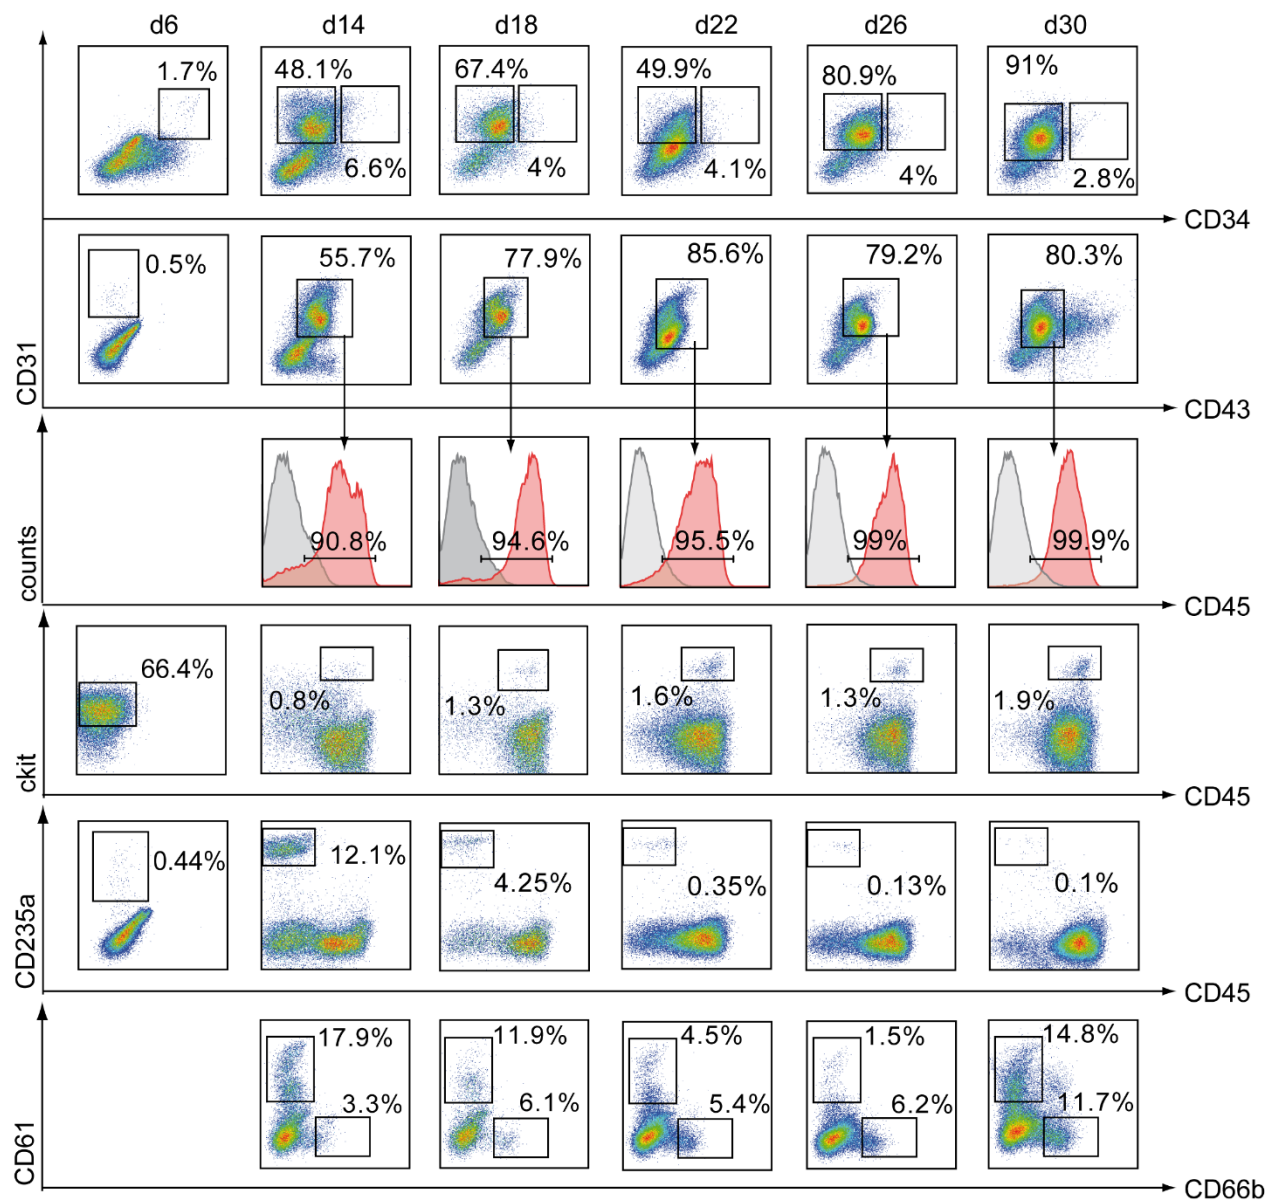 d6 d14 d18 d22 d26 d30
1.7% 48.1% 67.4% 49.9% 80.9% 91%
6.6% 4% 4.1% 4% 2.8%
CD34
0.5% 55.7% 77.9% 85.6% 79.2% 80.3%
CD31
CD43
90.8% 94.6% 95.5% 99% 99.9%
counts
CD45
66.4% 0.8% 1.3% 1.6% 1.3% 1.9%
ckit
CD45
0.44% 12.1% 4.25% 0.35% 0.13% 0.1%
CD235a
CD45
17.9% 11.9% 4.5% 1.5% 14.8%
3.3% 6.1% 5.4% 6.2% 11.7%
CD61
CD66b